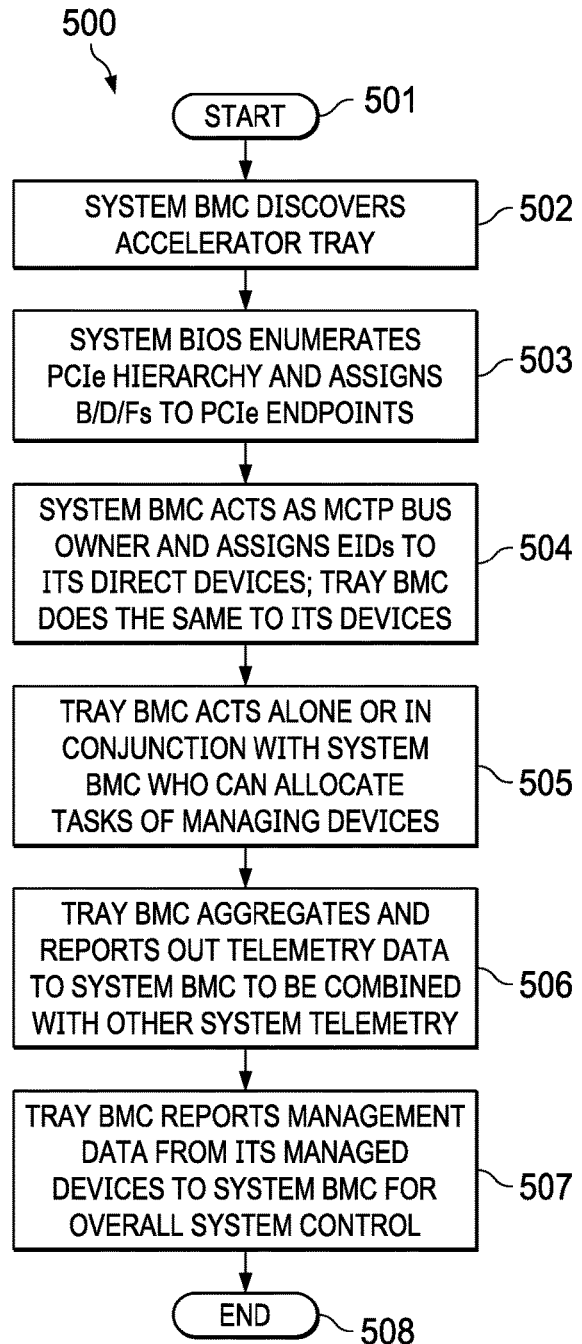 500
START
501
SYSTEM BMC DISCOVERS
ACCELERATOR TRAY
502
SYSTEM BIOS ENUMERATES
PCIe HIERARCHY AND ASSIGNS
B/D/Fs TO PCIe ENDPOINTS
503
SYSTEM BMC ACTS AS MCTP BUS
OWNER AND ASSIGNS EIDs TO
ITS DIRECT DEVICES; TRAY BMC
DOES THE SAME TO ITS DEVICES
504
TRAY BMC ACTS ALONE OR IN
CONJUNCTION WITH SYSTEM
BMC WHO CAN ALLOCATE
TASKS OF MANAGING DEVICES
505
TRAY BMC AGGREGATES AND
REPORTS OUT TELEMETRY DATA
TO SYSTEM BMC TO BE COMBINED
WITH OTHER SYSTEM TELEMETRY
506
TRAY BMC REPORTS MANAGEMENT
DATA FROM ITS MANAGED
DEVICES TO SYSTEM BMC FOR
OVERALL SYSTEM CONTROL
507
END
508